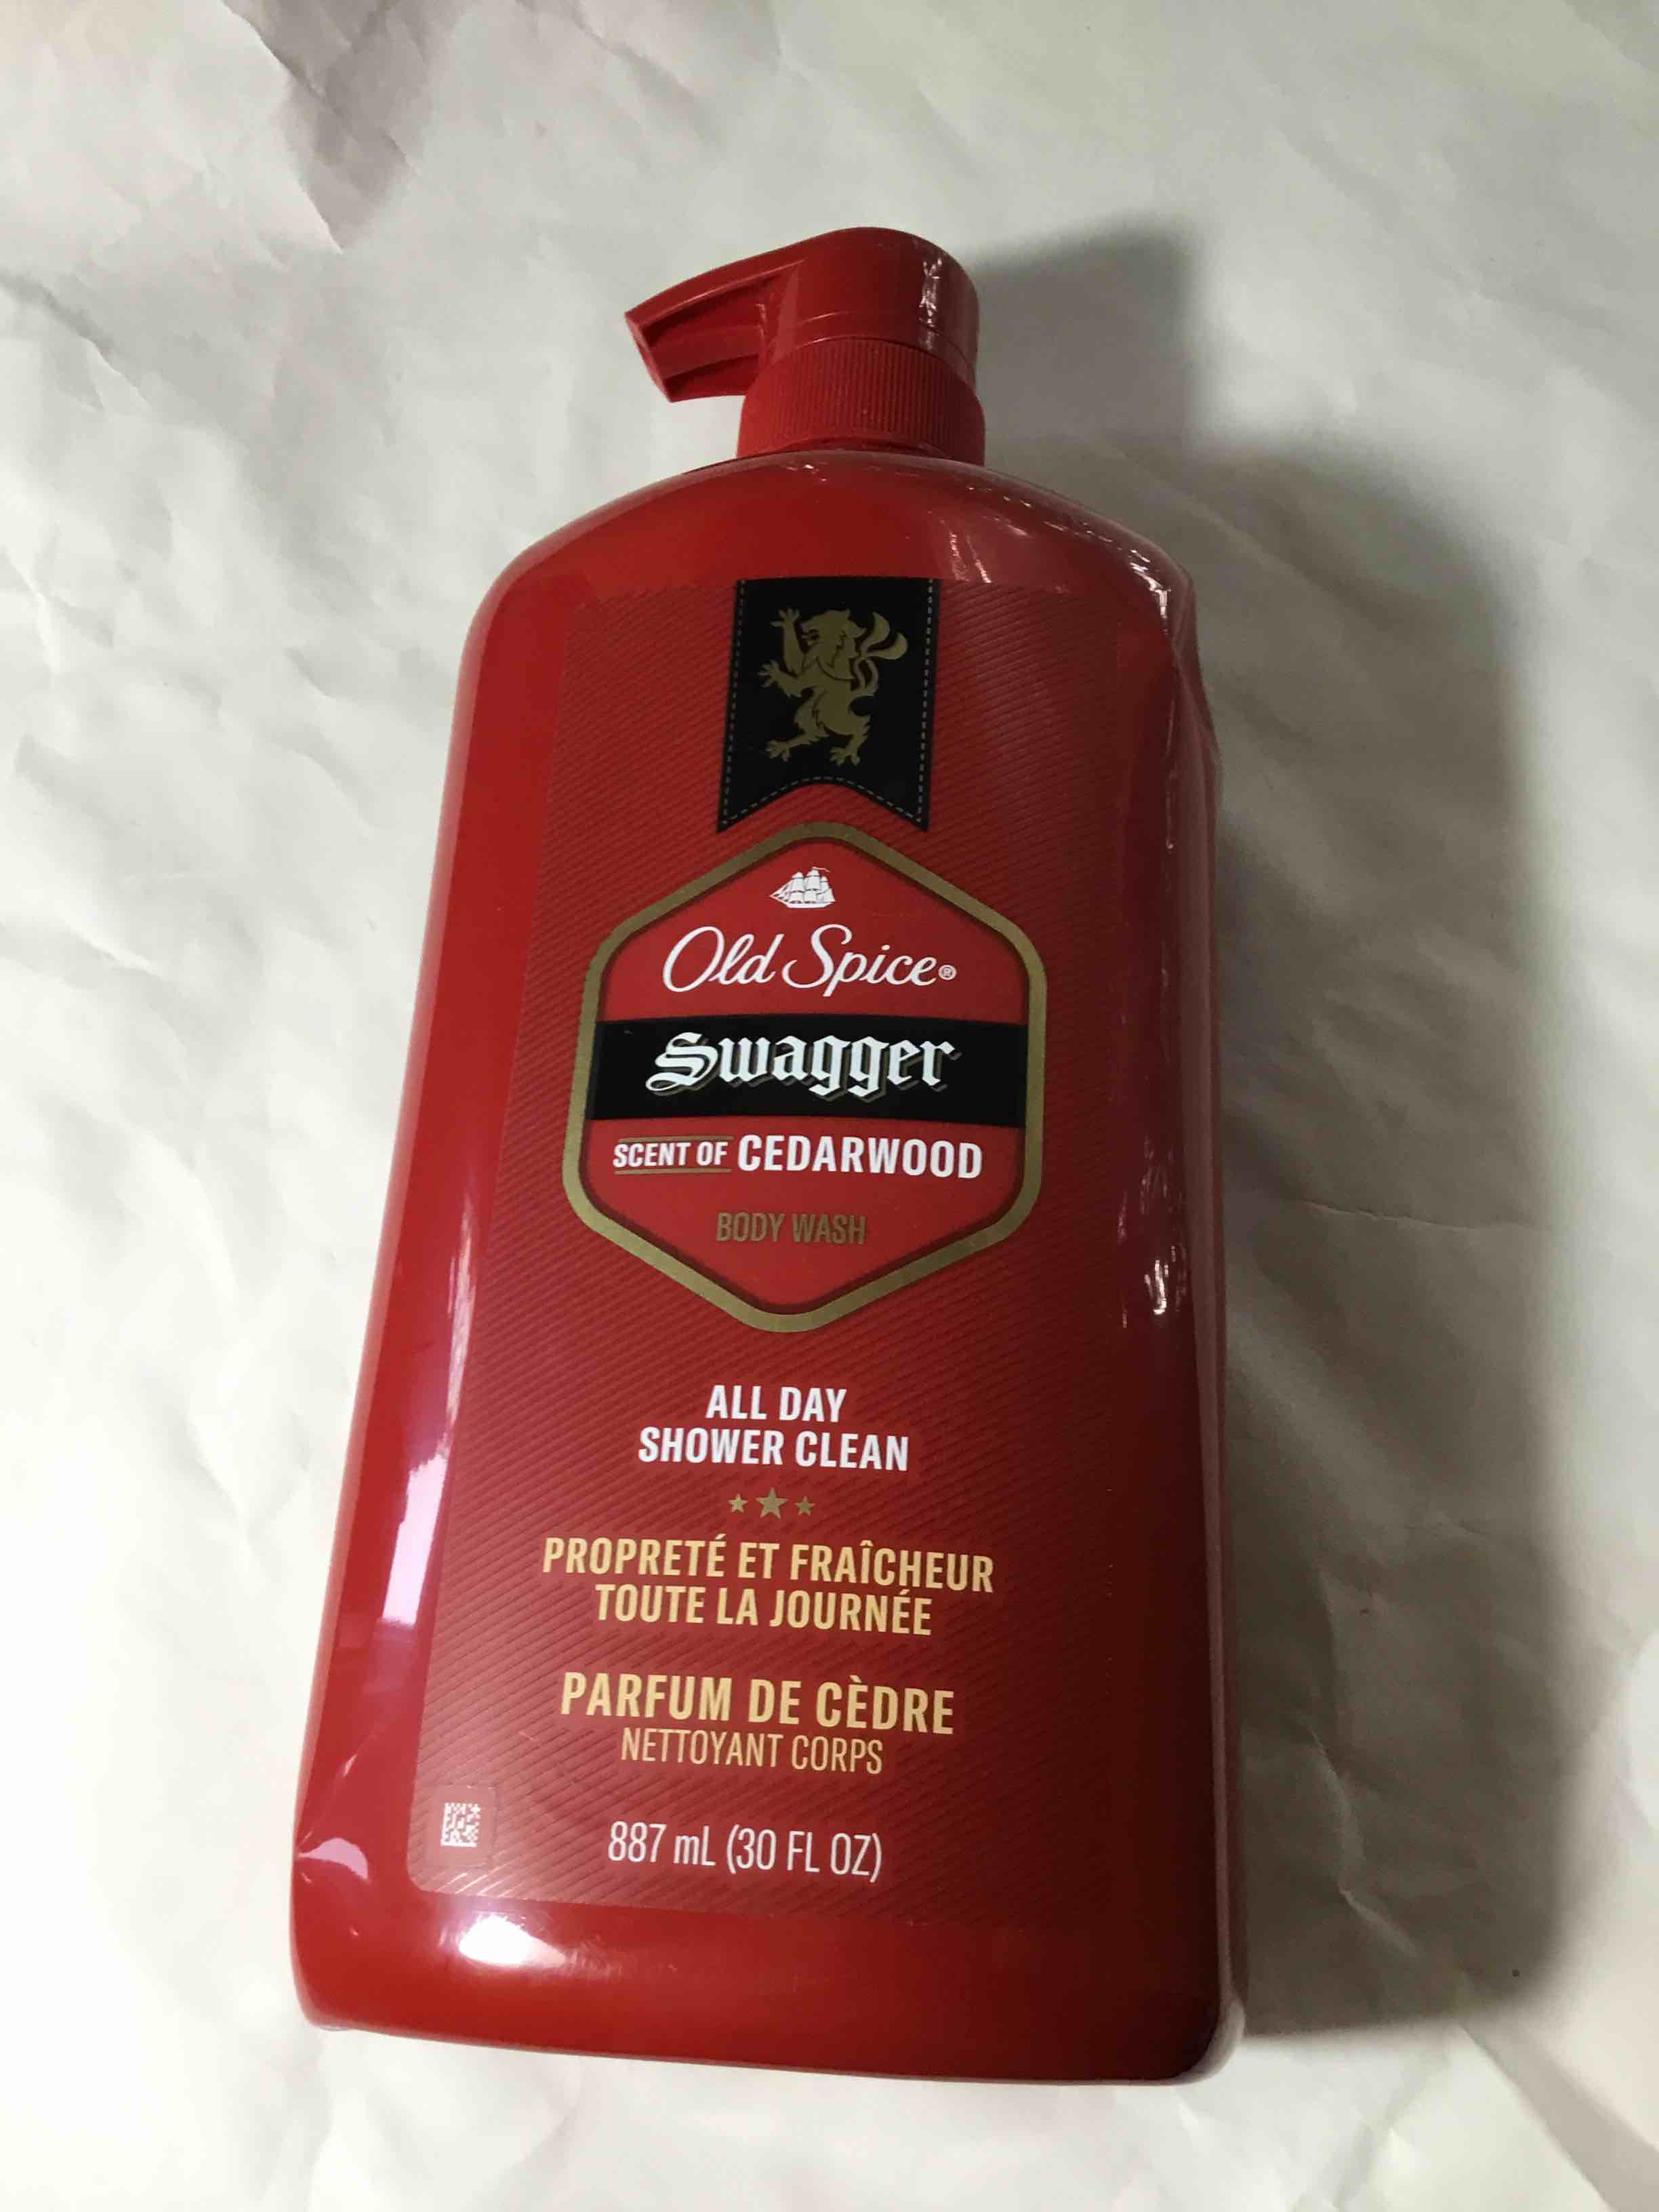 Old Spice®
Swagger
SCENT OF CEDARWOOD
BODY WASH
ALL DAY
SHOWER CLEAN
PROPRETÉ ET FRAÎCHEUR
TOUTE LA JOURNÉE
PARFUM DE CÈDRE
NETTOYANT CORPS
887 mL (30 FL OZ)